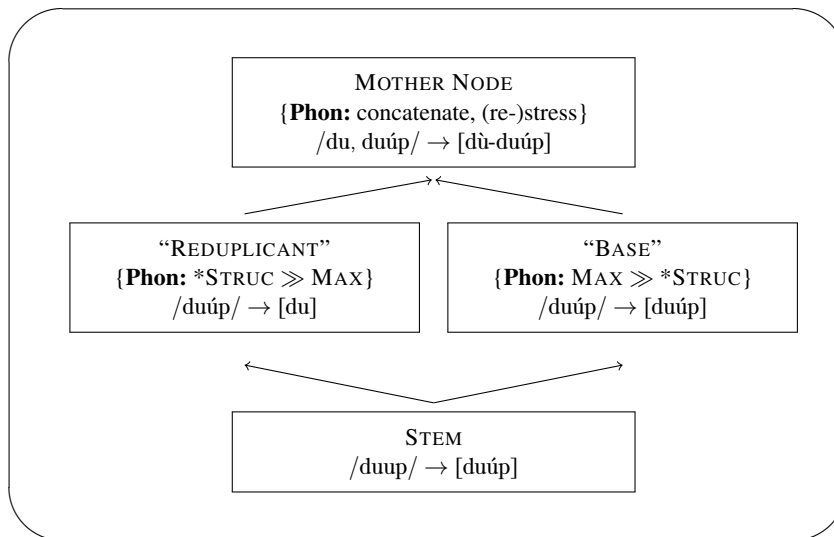 MOTHER NODE
{Phon: concatenate, (re-)stress}
/du, duúp/ → [dù-duúp]
“REDUPLICANT”
{Phon: *STRUC ≫ MAX}
/duúp/ → [du]
“BASE”
{Phon: MAX ≫ *STRUC}
/duúp/ → [duúp]
STEM
/duup/ → [duúp]